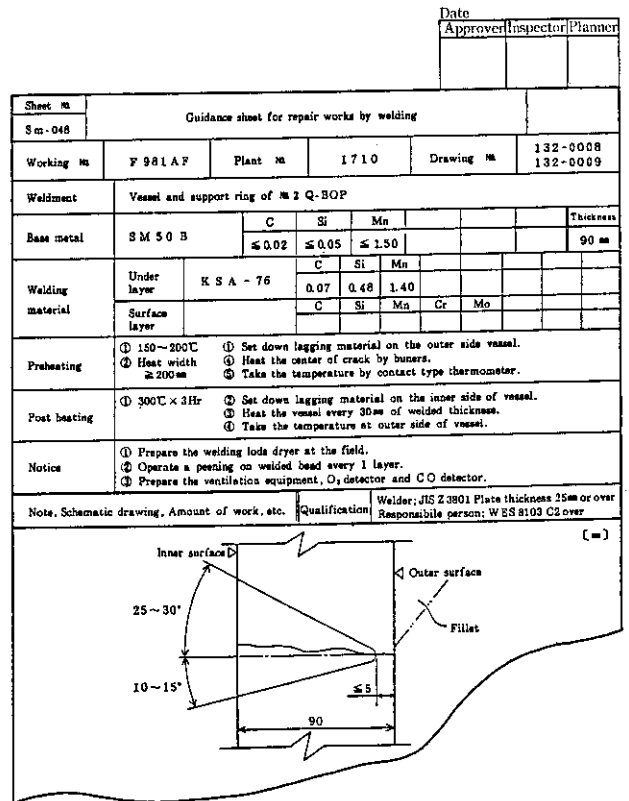 Date
Approver Inspector Planner
Sheet №
Sm-046
Guidance sheet for repair works by welding
Working № F981AF Plant № 1710 Drawing № 132-0008
132-0009
Weldment Vessel and support ring of № 2 Q-BOP
Base metal SM50B C Si Mn Thickness
≦0.02 ≦0.05 ≦1.50 90㎜
Welding material
Under layer KSA-76 C Si Mn
0.07 0.48 1.40
Surface layer C Si Mn Cr Mo
Preheating
① 150~200℃ ① Set down lagging material on the outer side vessel.
② Heat width ④ Heat the center of crack by buners.
≧200㎜ ⑤ Take the temperature by contact type thermometer.
Post heating
① 300℃×3Hr ② Set down lagging material on the inner side of vessel.
③ Heat the vessel every 30㎜ of welded thickness.
④ Take the temperature at outer side of vessel.
Notice
① Prepare the welding lods dryer at the field.
② Operate a peening on welded bead every 1 layer.
③ Prepare the ventilation equipment, O₂ detector and CO detector.
Note, Schematic drawing, Amount of work, etc. Qualification Welder; JIS Z 3801 Plate thickness 25㎜ or over
Responsibile person; WES 8103 C2 over
[㎜]
Inner surface
Outer surface
25~30°
Fillet
10~15°
≦5
90